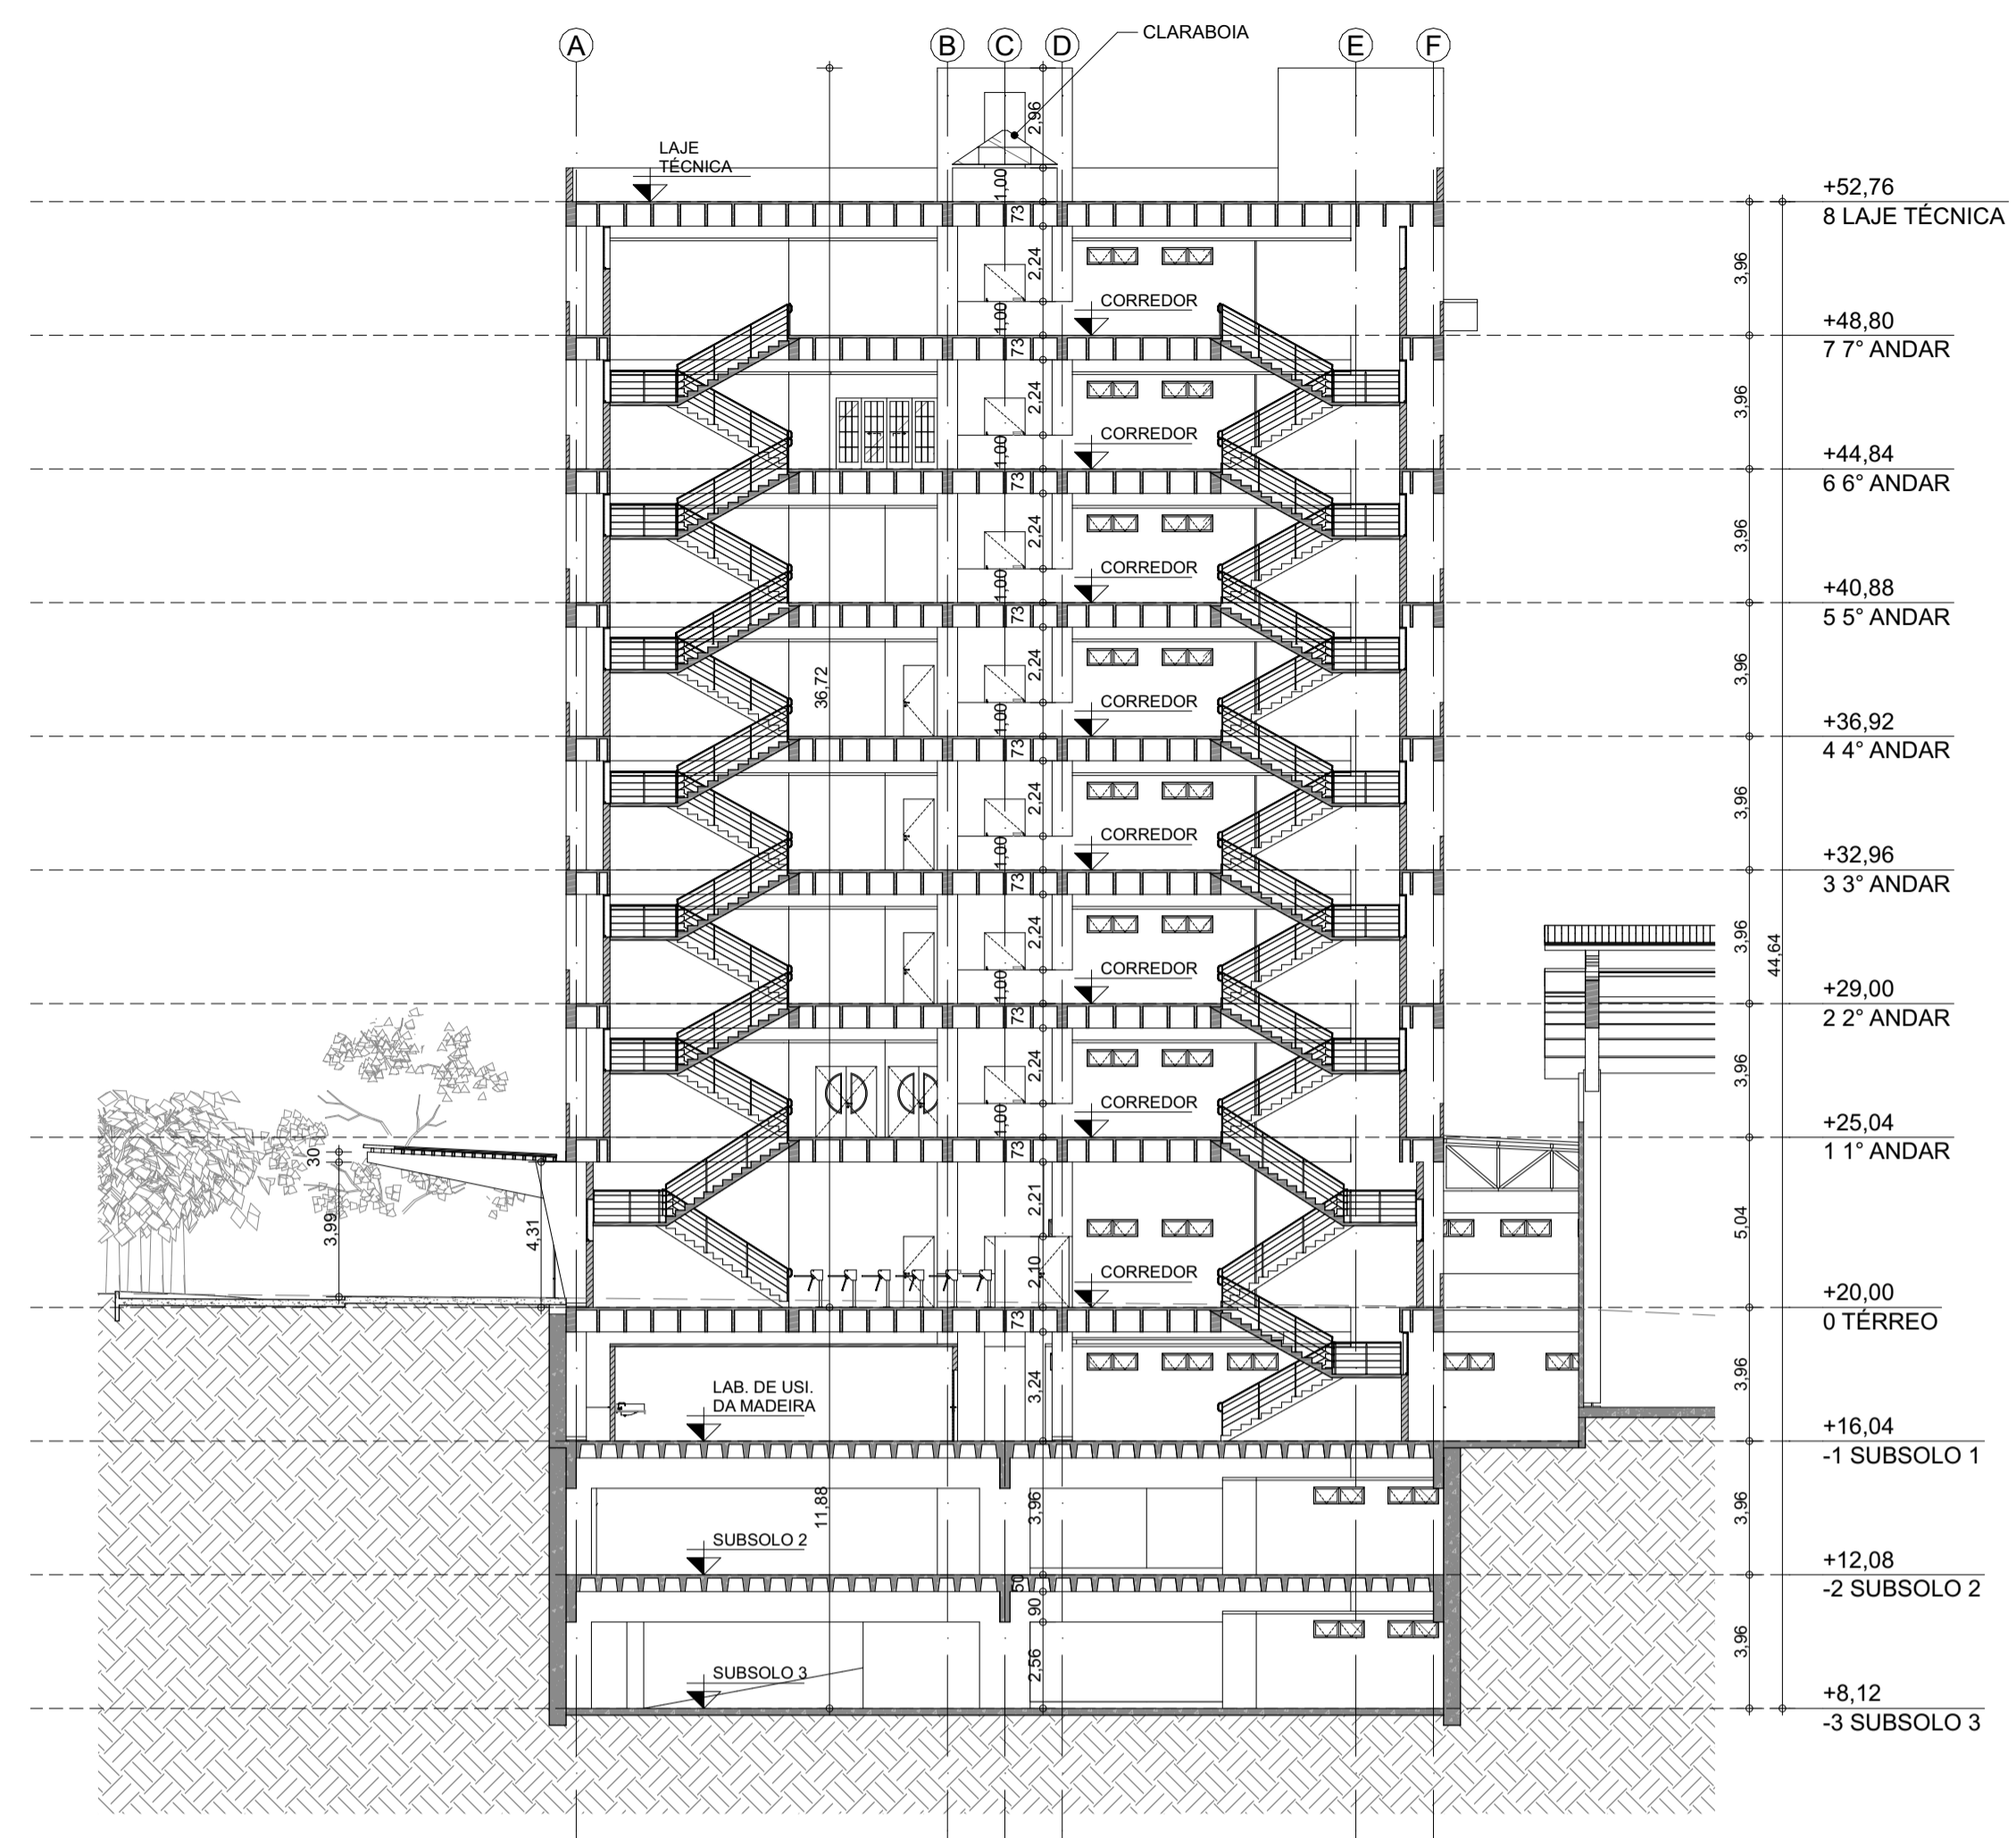 A
B
C
D
E
F
CLARABOIA
2,96
LAJE
TÉCNICA
1,00
73
+52,76
8 LAJE TÉCNICA
2,24
3,96
CORREDOR
1,00
73
+48,80
7 7° ANDAR
2,24
3,96
CORREDOR
1,00
73
+44,84
6 6° ANDAR
2,24
3,96
CORREDOR
1,00
73
+40,88
5 5° ANDAR
2,24
3,96
36,72
CORREDOR
1,00
73
+36,92
4 4° ANDAR
2,24
3,96
CORREDOR
1,00
73
+32,96
3 3° ANDAR
2,24
3,96
44,64
CORREDOR
1,00
73
+29,00
2 2° ANDAR
2,24
3,96
CORREDOR
1,00
73
+25,04
1 1° ANDAR
30
3,99
4,31
2,21
5,04
2,10
CORREDOR
73
+20,00
0 TÉRREO
3,24
3,96
LAB. DE USI.
DA MADEIRA
+16,04
-1 SUBSOLO 1
11,88
3,96
3,96
SUBSOLO 2
+12,08
-2 SUBSOLO 2
50
90
2,56
3,96
SUBSOLO 3
+8,12
-3 SUBSOLO 3